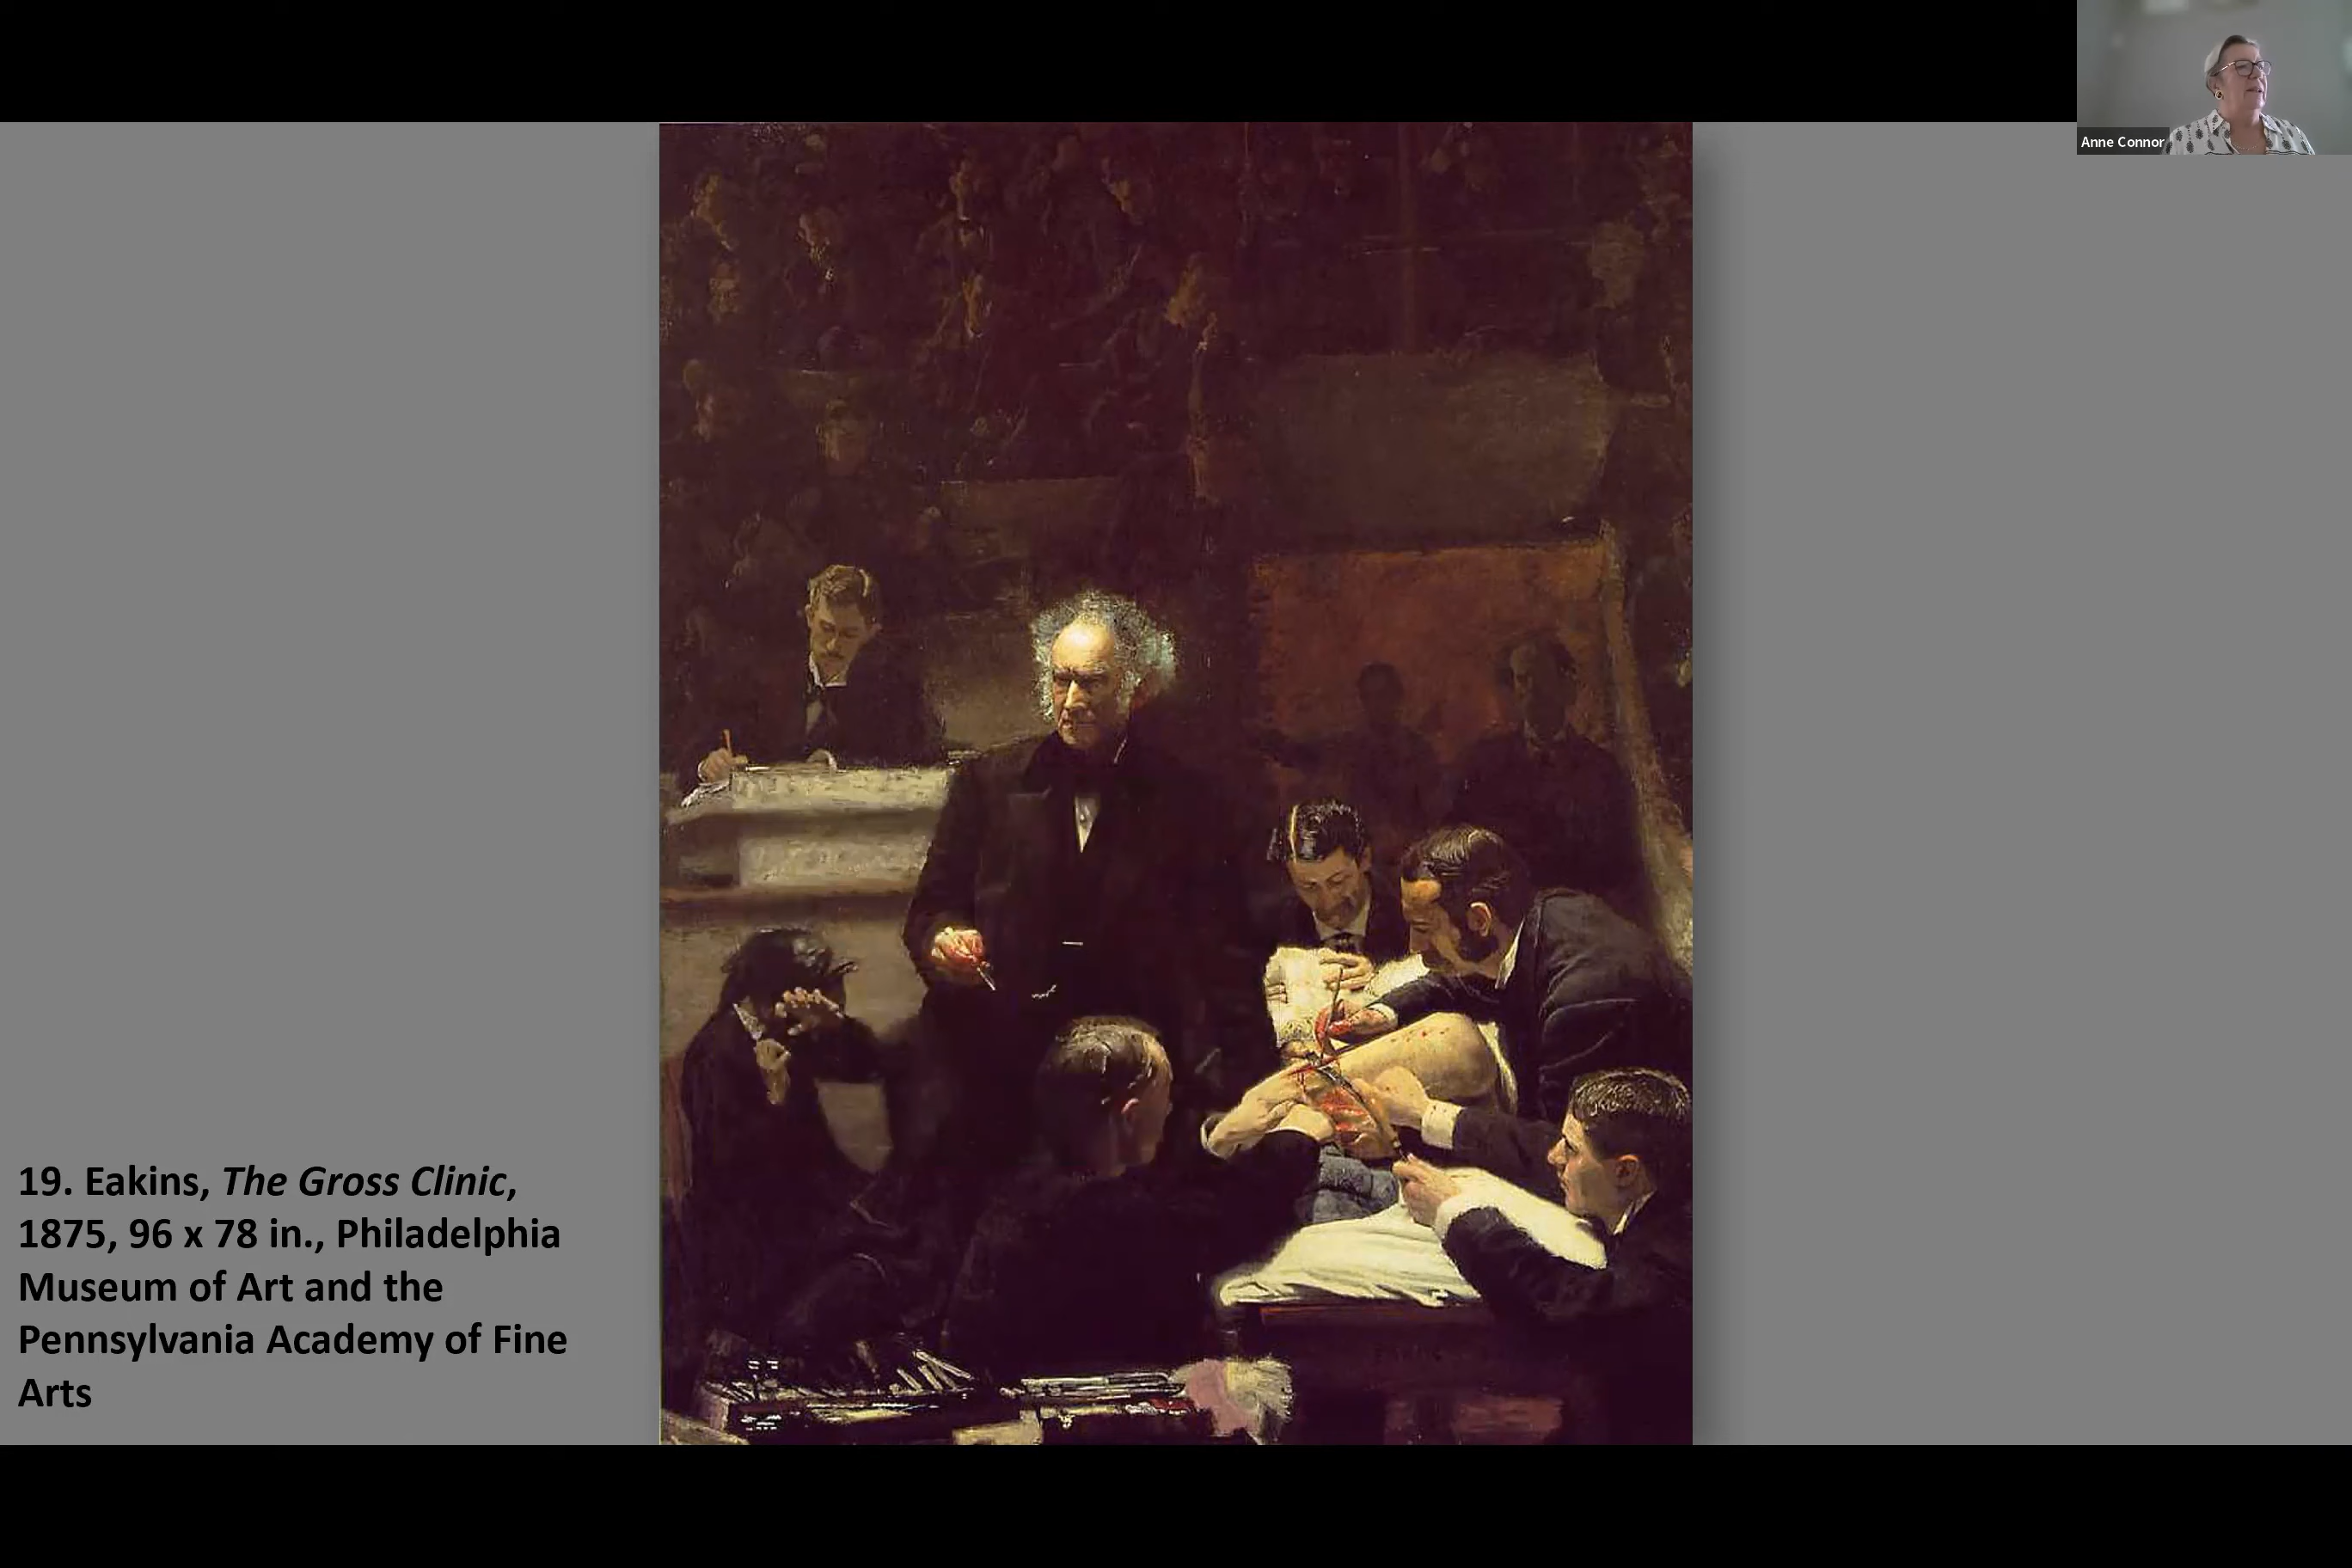 Anne Connor
19. Eakins, The Gross Clinic,
1875, 96 x 78 in., Philadelphia
Museum of Art and the
Pennsylvania Academy of Fine
Arts